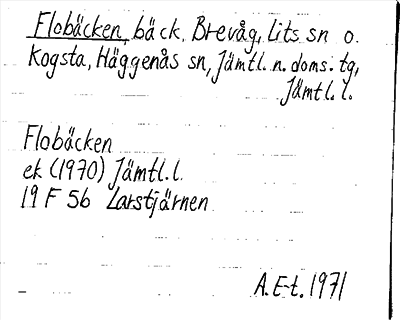 Flobäcken, bäck, Brevåg, Lits sn o.
Kogsta, Häggenås sn, Jämtl. n. doms. tg,
Jämtl. l.
Flobäcken
ek (1970) Jämtl. l.
19 F 5b Larstjärnen
A. E-t. 1971